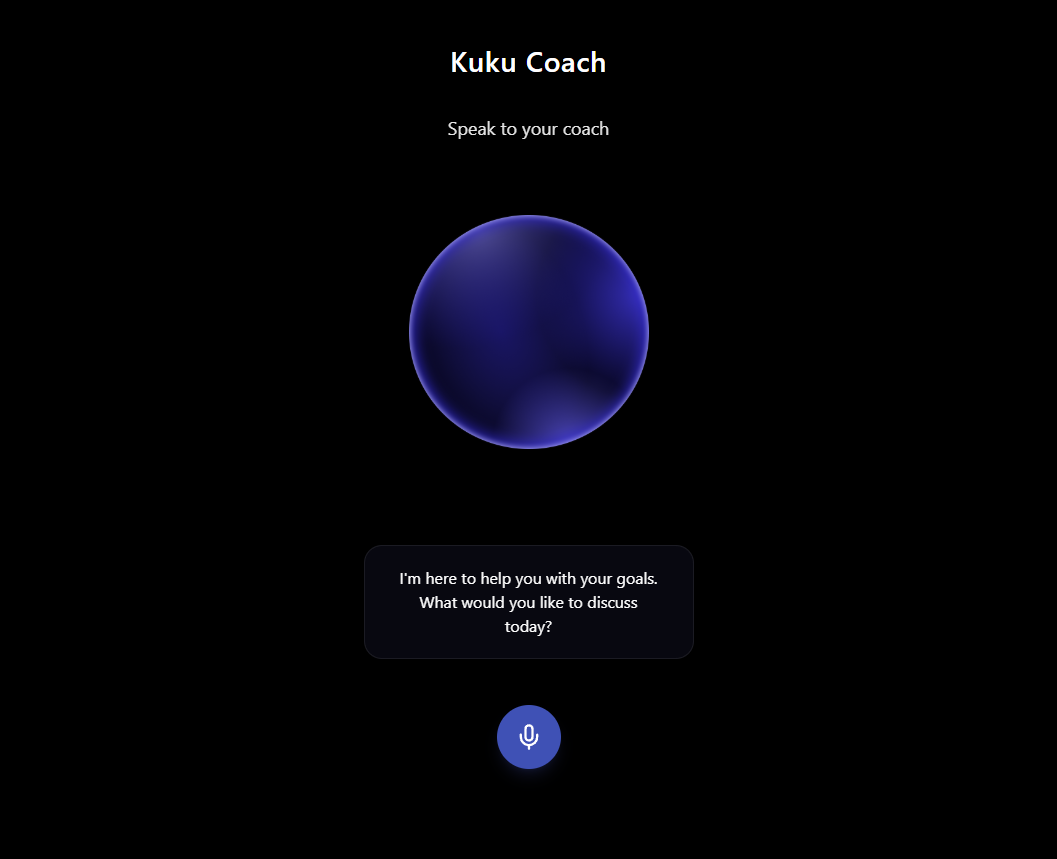 Kuku Coach
Speak to your coach
I'm here to help you with your goals.
What would you like to discuss
today?